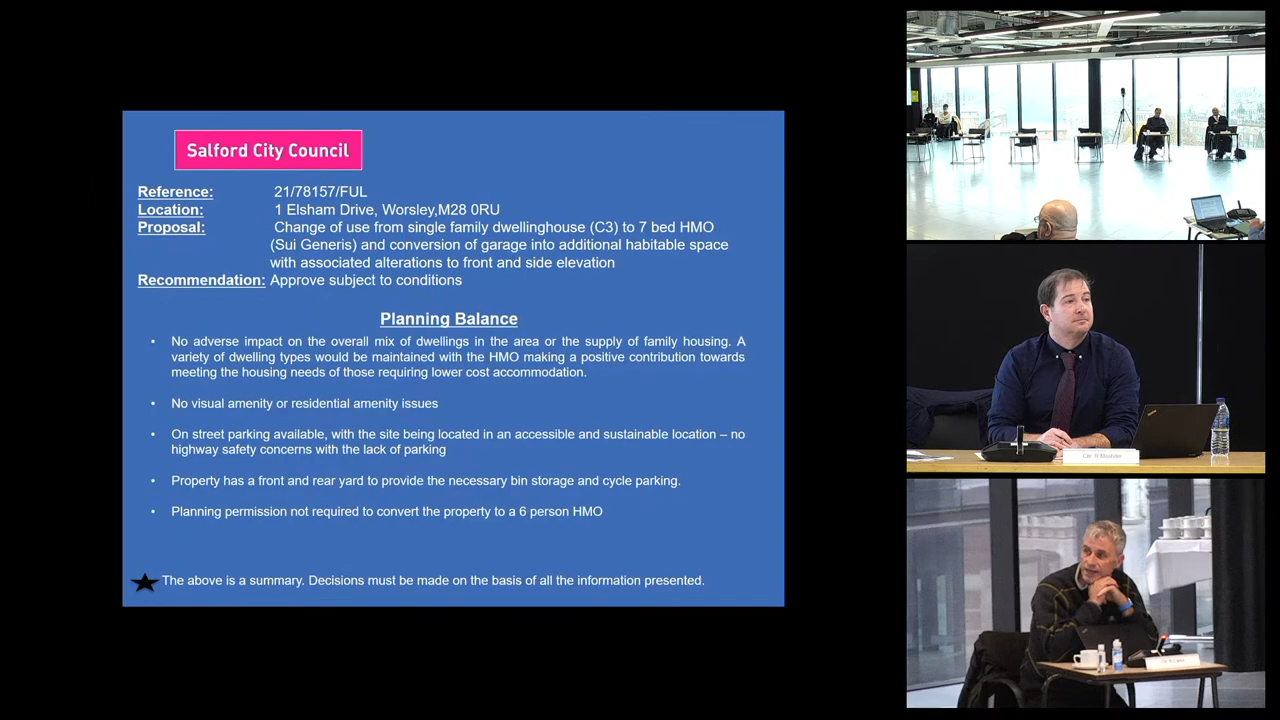 Salford City Council
Reference: 21/78157/FUL
Location: 1 Elsham Drive, Worsley,M28 0RU
Proposal: Change of use from single family dwellinghouse (C3) to 7 bed HMO
(Sui Generis) and conversion of garage into additional habitable space
with associated alterations to front and side elevation
Recommendation: Approve subject to conditions
Planning Balance
• No adverse impact on the overall mix of dwellings in the area or the supply of family housing. A
variety of dwelling types would be maintained with the HMO making a positive contribution towards
meeting the housing needs of those requiring lower cost accommodation.
• No visual amenity or residential amenity issues
• On street parking available, with the site being located in an accessible and sustainable location – no
highway safety concerns with the lack of parking
• Property has a front and rear yard to provide the necessary bin storage and cycle parking.
• Planning permission not required to convert the property to a 6 person HMO
The above is a summary. Decisions must be made on the basis of all the information presented.